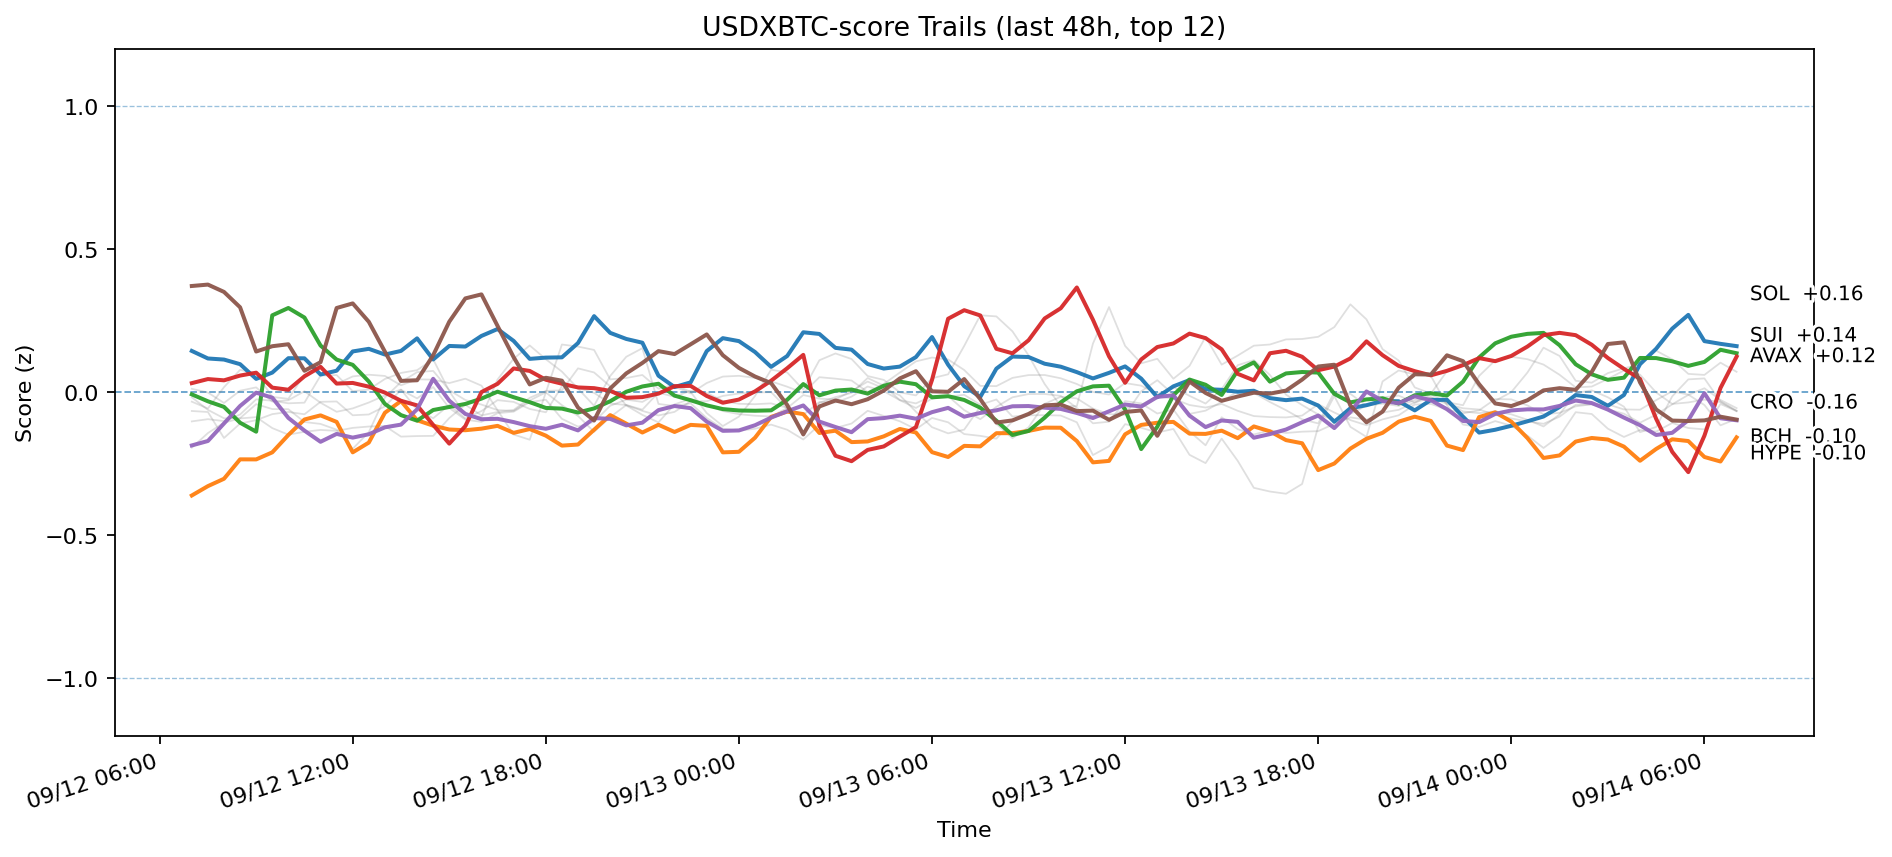 USDXBTC-score Trails (last 48h, top 12)
Score (z)
1.0
0.5
0.0
−0.5
−1.0
SOL +0.16
SUI +0.14
AVAX +0.12
CRO -0.16
BCH -0.10
HYPE -0.10
09/12 06:00
09/12 12:00
09/12 18:00
09/13 00:00
09/13 06:00
09/13 12:00
09/13 18:00
09/14 00:00
09/14 06:00
Time